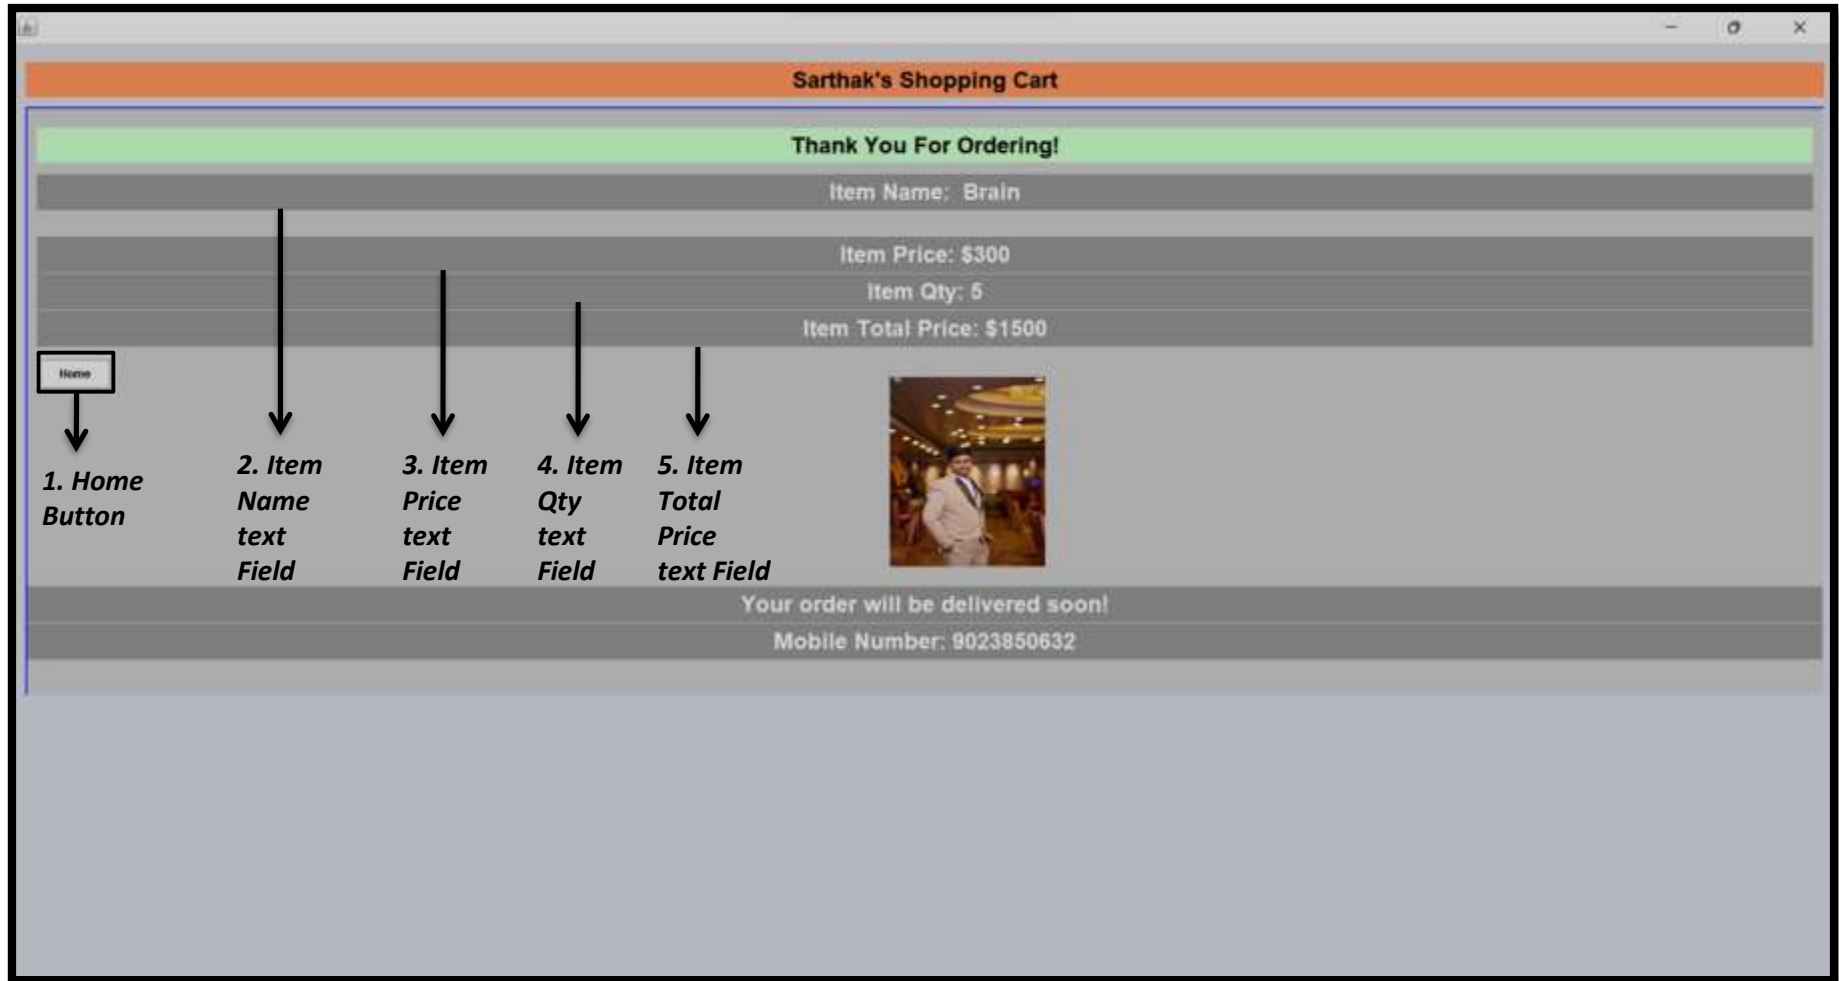 Sarthak's Shopping Cart
Thank You For Ordering!
Item Name: Brain
Item Price: $300
Item Qty: 5
Item Total Price: $1500
Home
1. Home
Button
2. Item
Name
text
Field
3. Item
Price
text
Field
4. Item
Qty
text
Field
5. Item
Total
Price
text Field
Your order will be delivered soon!
Mobile Number: 9023850632